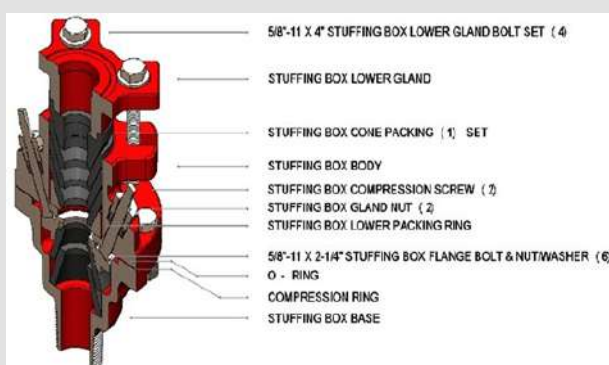 5/8"-11 X 4" STUFFING BOX LOWER GLAND BOLT SET (4)
STUFFING BOX LOWER GLAND
STUFFING BOX CONE PACKING (1) SET
STUFFING BOX BODY
STUFFING BOX COMPRESSION SCREW (2)
STUFFING BOX GLAND NUT (2)
STUFFING BOX LOWER PACKING RING
5/8"-11 X 2-1/4" STUFFING BOX FLANGE BOLT & NUT/WASHER (6)
O - RING
COMPRESSION RING
STUFFING BOX BASE